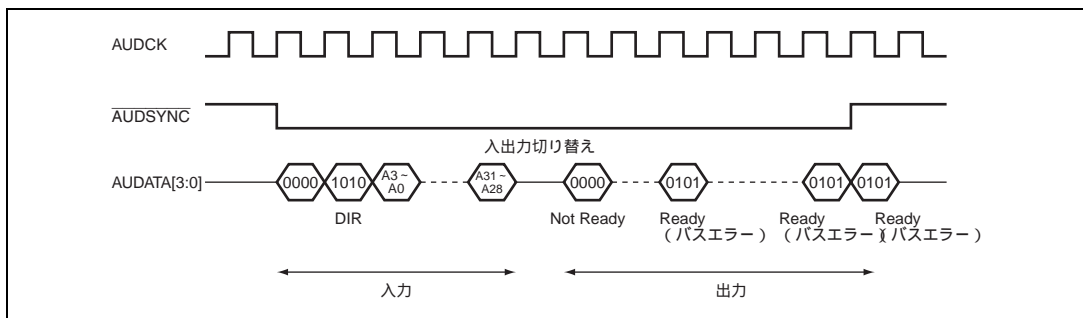 AUDCK
AUDSYNC
入出力切り替え
AUDATA[3:0]
0000
1010
A3～
A0
A31～
A28
0000
0101
0101
0101
DIR
Not Ready
Ready
（バスエラー）
Ready
（バスエラー）
Ready
（バスエラー）
入力
出力